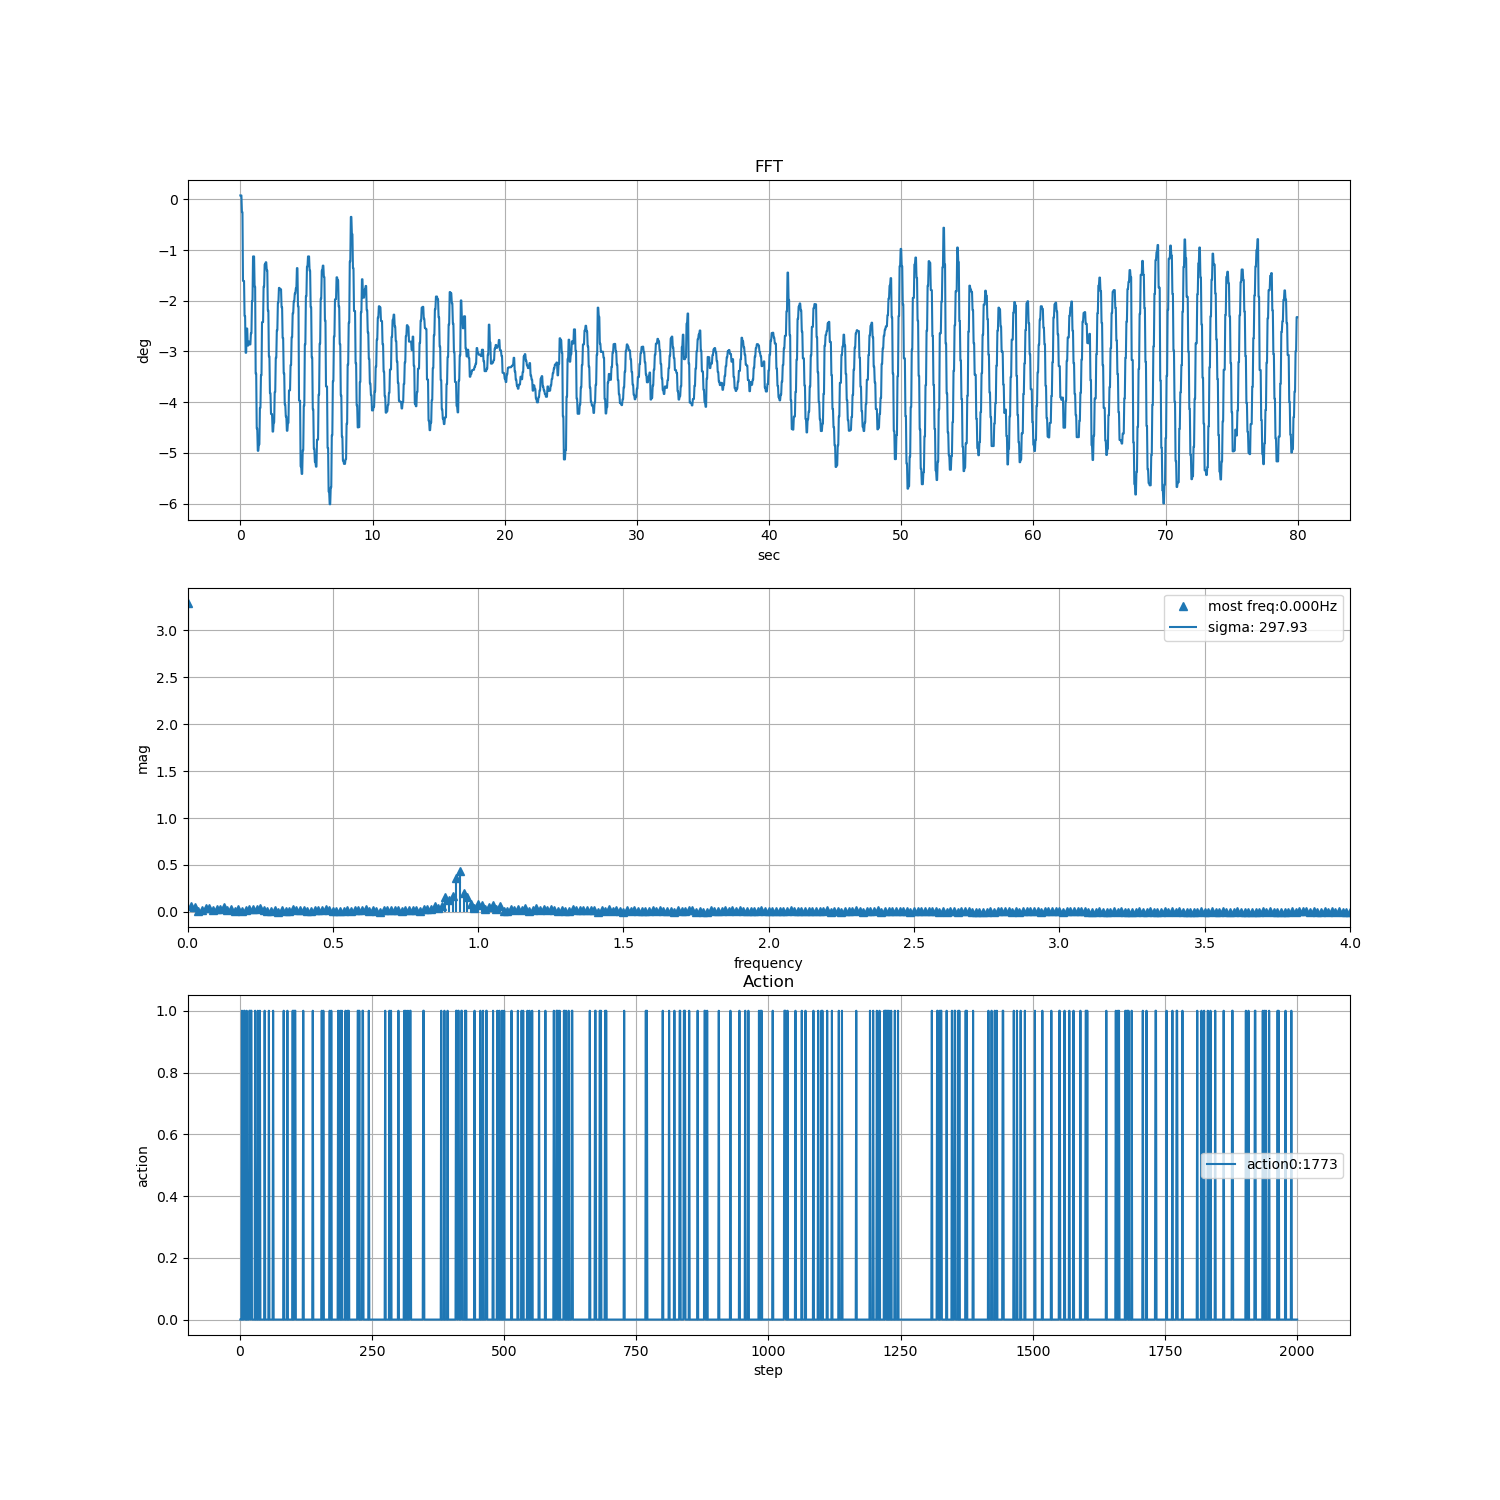 FFT
0
−1
−2
−3
−4
−5
−6
deg
0 10 20 30 40 50 60 70 80
sec
most freq:0.000Hz
sigma: 297.93
3.0
2.5
2.0
1.5
1.0
0.5
0.0
mag
0.0 0.5 1.0 1.5 2.0 2.5 3.0 3.5 4.0
frequency
Action
1.0
0.8
0.6
0.4
0.2
0.0
action
action0:1773
0 250 500 750 1000 1250 1500 1750 2000
step